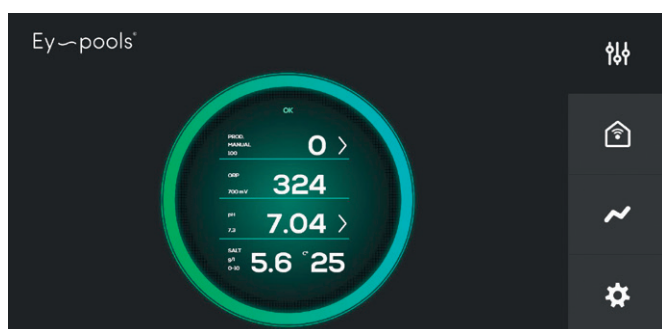 Ey~pools®
OK
PROD.
MANUAL
100
0 >
ORP
700 mV
324
pH
7.2
7.04 >
SALT
g/l
0-10
5.6 °C 25